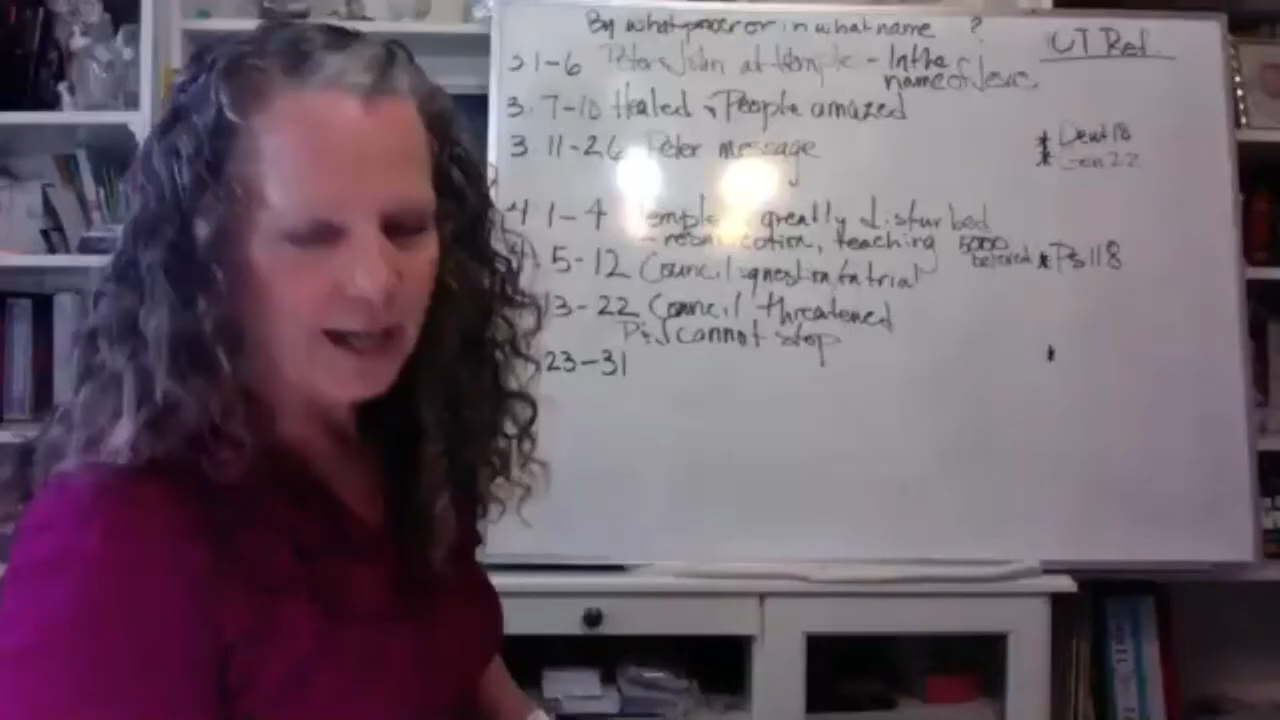 By what power or in what name ?
OT Ref
3 1-6 Peter & John at temple - In the
name of Jesus
3 7-10 Healed & People amazed
3 11-26 Peter message
* Deut 18
* Gen 22
4 1-4 temple greatly disturbed
- resurrection, teaching 5000
believed
4 5-12 Council question/on trial
* Ps 118
13-22 Council threatened
P & J cannot stop
23-31